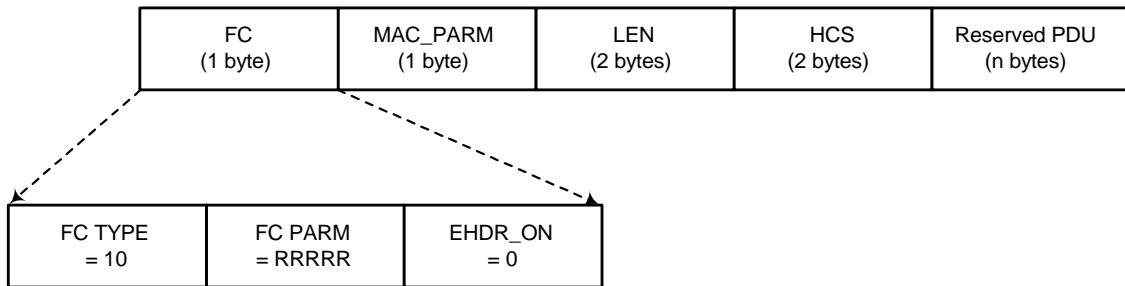 FC MAC_PARM LEN HCS Reserved PDU
(1 byte) (1 byte) (2 bytes) (2 bytes) (n bytes)
FC TYPE FC PARM EHDR_ON
= 10 = RRRRR = 0